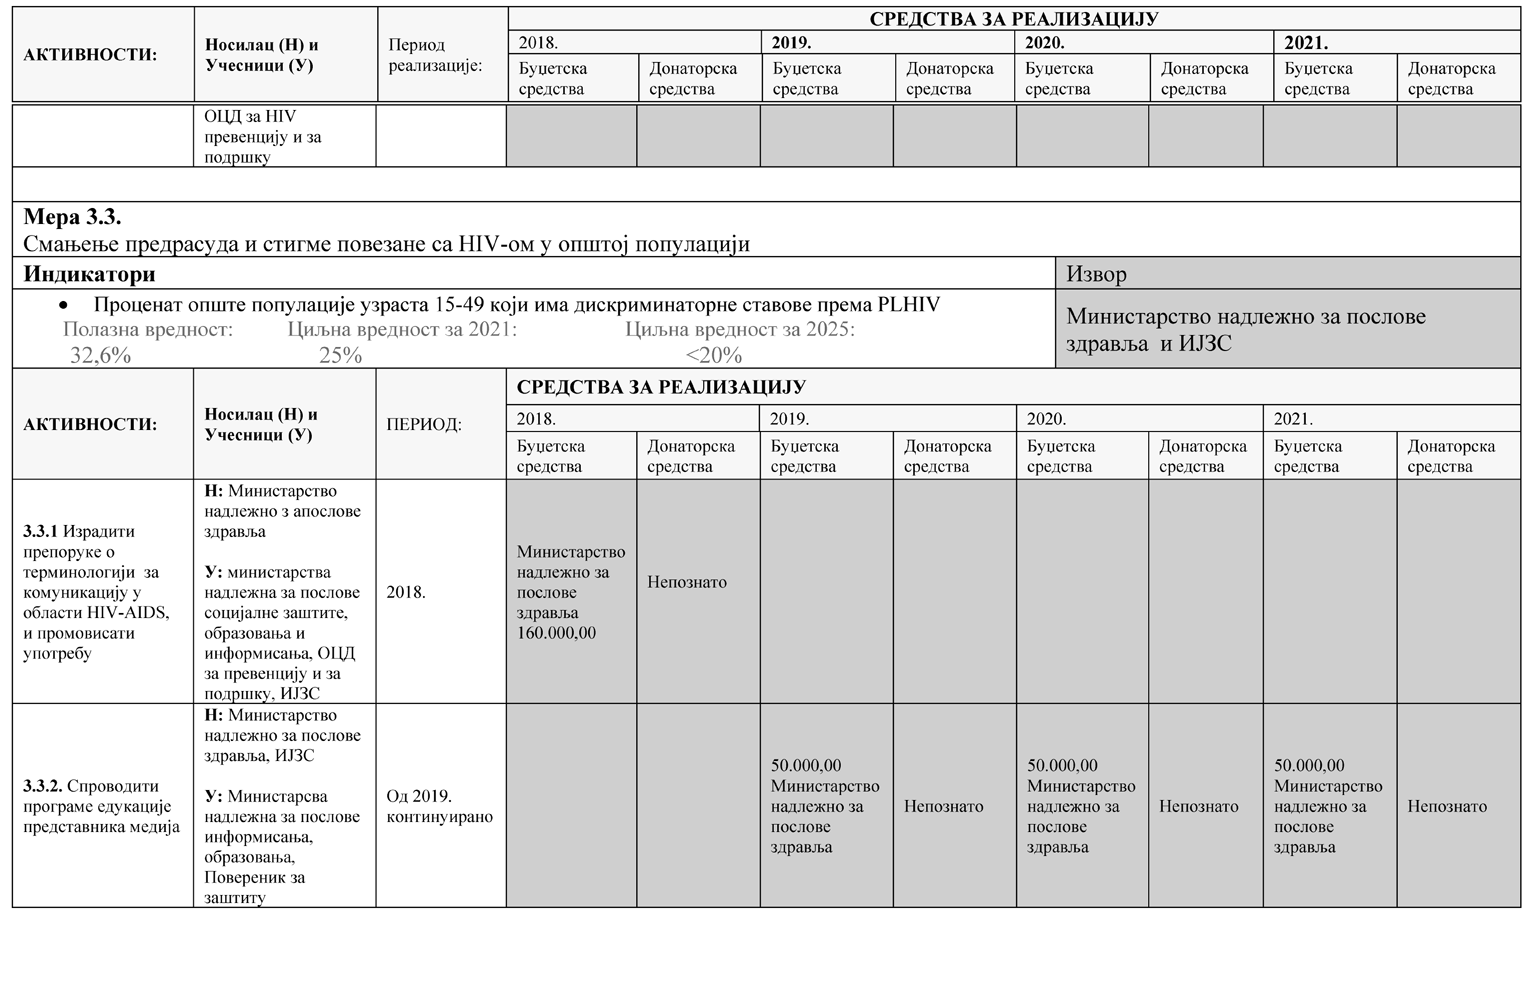 АКТИВНОСТИ:
Носилац (Н) и
Учесници (У)
Период
реализације:
СРЕДСТВА ЗА РЕАЛИЗАЦИЈУ
2018.
2019.
2020.
2021.
Буџетска
средства
Донаторска
средства
Буџетска
средства
Донаторска
средства
Буџетска
средства
Донаторска
средства
Буџетска
средства
Донаторска
средства
ОЦД за HIV
превенцију и за
подршку
Мера 3.3.
Смањење предрасуда и стигме повезане са HIV-ом у општој популацији
Индикатори
Извор
• Проценат опште популације узраста 15-49 који има дискриминаторне ставове према PLHIV
Полазна вредност: Циљна вредност за 2021: Циљна вредност за 2025:
32,6% 25% <20%
Министарство надлежно за послове
здравља и ИЈЗС
АКТИВНОСТИ:
Носилац (Н) и
Учесници (У)
ПЕРИОД:
СРЕДСТВА ЗА РЕАЛИЗАЦИЈУ
2018.
2019.
2020.
2021.
Буџетска
средства
Донаторска
средства
Буџетска
средства
Донаторска
средства
Буџетска
средства
Донаторска
средства
Буџетска
средства
Донаторска
средства
3.3.1 Израдити
препоруке о
терминологији за
комуникацију у
области HIV-AIDS,
и промовисати
употребу
Н: Министарство
надлежно з апослове
здравља
У: министарства
надлежна за послове
социјалне заштите,
образовања и
информисања, ОЦД
за превенцију и за
подршку, ИЈЗС
2018.
Министарство
надлежно за
послове
здравља
160.000,00
Непознато
3.3.2. Спроводити
програме едукације
представника медија
Н: Министарство
надлежно за послове
здравља, ИЈЗС
У: Министарсва
надлежна за послове
информисања,
образовања,
Повереник за
заштиту
Од 2019.
континуирано
50.000,00
Министарство
надлежно за
послове
здравља
Непознато
50.000,00
Министарство
надлежно за
послове
здравља
Непознато
50.000,00
Министарство
надлежно за
послове
здравља
Непознато